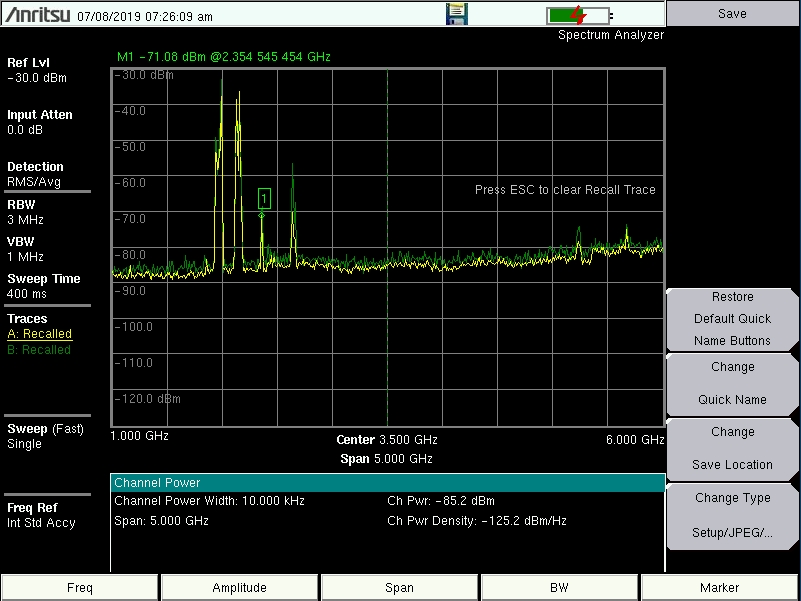 Anritsu 07/08/2019 07:26:09 am
Save
Spectrum Analyzer
M1 -71.08 dBm @2.354 545 454 GHz
Ref Lvl
-30.0 dBm
Input Atten
0.0 dB
Detection
RMS/Avg
RBW
3 MHz
VBW
1 MHz
Sweep Time
400 ms
Traces
A: Recalled
B: Recalled
Sweep (Fast)
Single
Freq Ref
Int Std Accy
-30.0 dBm
-40.0
-50.0
-60.0
-70.0
-80.0
-90.0
-100.0
-110.0
-120.0 dBm
1
Press ESC to clear Recall Trace
1.000 GHz
Center 3.500 GHz
6.000 GHz
Span 5.000 GHz
Channel Power
Channel Power Width: 10.000 kHz
Ch Pwr: -85.2 dBm
Span: 5.000 GHz
Ch Pwr Density: -125.2 dBm/Hz
Restore
Default Quick
Name Buttons
Change
Quick Name
Change
Save Location
Change Type
Setup/JPEG/...
Freq
Amplitude
Span
BW
Marker